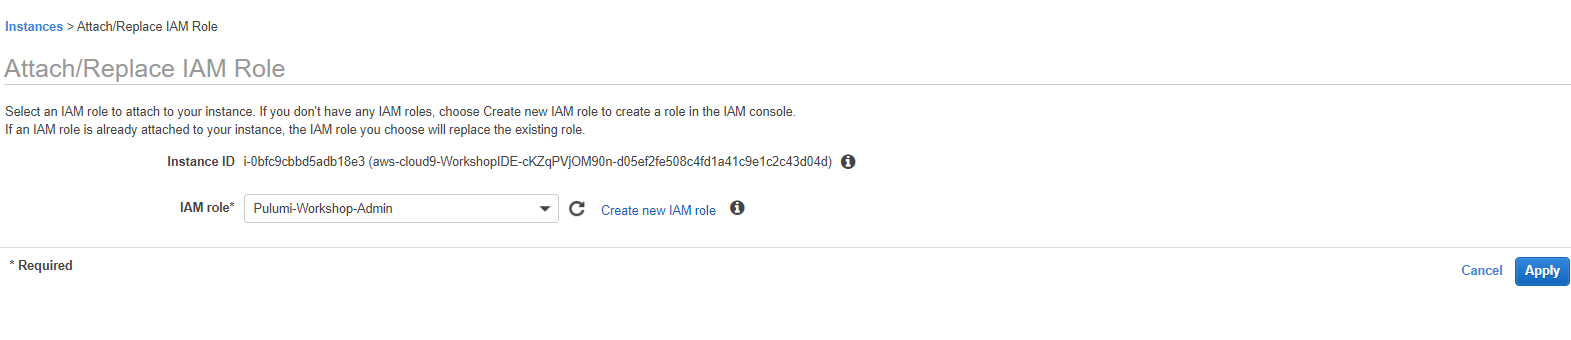 Instances > Attach/Replace IAM Role
Attach/Replace IAM Role
Select an IAM role to attach to your instance. If you don't have any IAM roles, choose Create new IAM role to create a role in the IAM console.
If an IAM role is already attached to your instance, the IAM role you choose will replace the existing role.
Instance ID i-0bfc9cbbd5adb18e3 (aws-cloud9-WorkshopIDE-cKZqPVjOM90n-d05ef2fe508c4fd1a41c9e1c2c43d04d)
IAM role* Pulumi-Workshop-Admin Create new IAM role
* Required
Cancel Apply